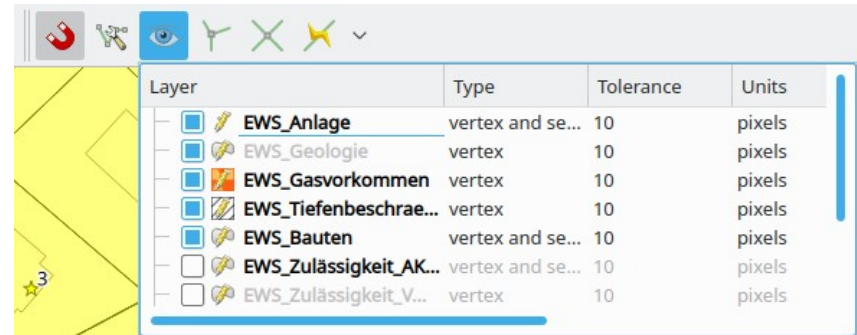 Layer Type Tolerance Units
EWS_Anlage vertex and se... 10 pixels
EWS_Geologie vertex 10 pixels
EWS_Gasvorkommen vertex 10 pixels
EWS_Tiefenbeschrae... vertex 10 pixels
EWS_Bauten vertex and se... 10 pixels
EWS_Zulässigkeit_AK... vertex and se... 10 pixels
3
EWS_Zulässigkeit_V... vertex 10 pixels